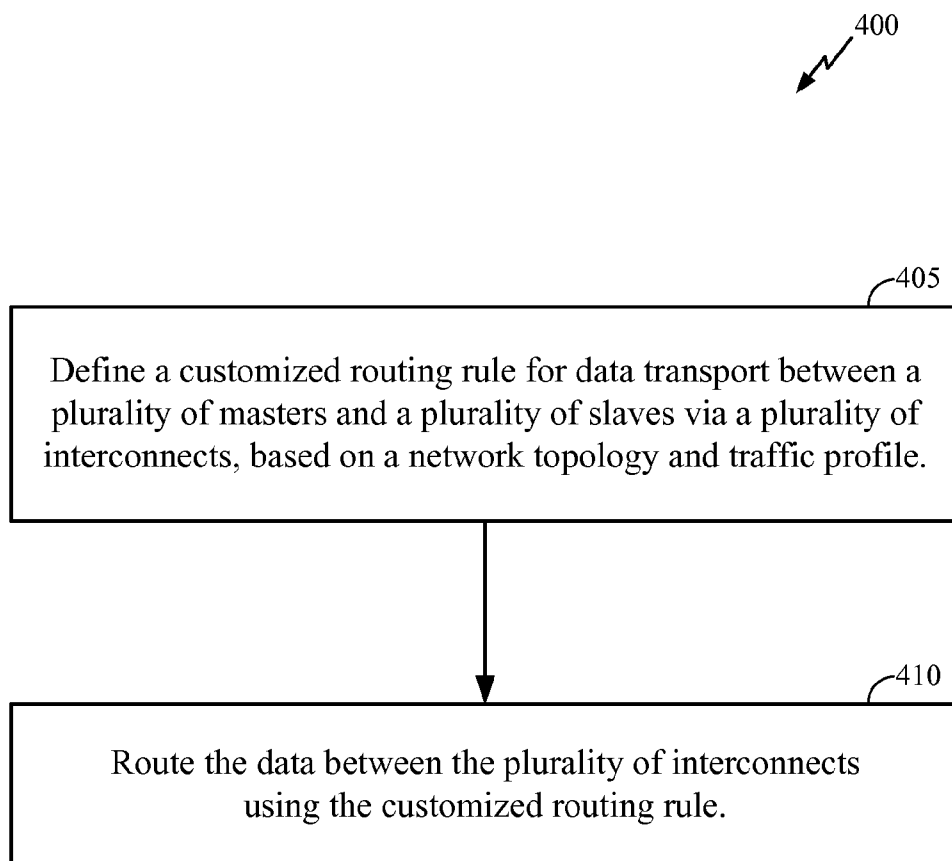 400
405
Define a customized routing rule for data transport between a
plurality of masters and a plurality of slaves via a plurality of
interconnects, based on a network topology and traffic profile.
410
Route the data between the plurality of interconnects
using the customized routing rule.